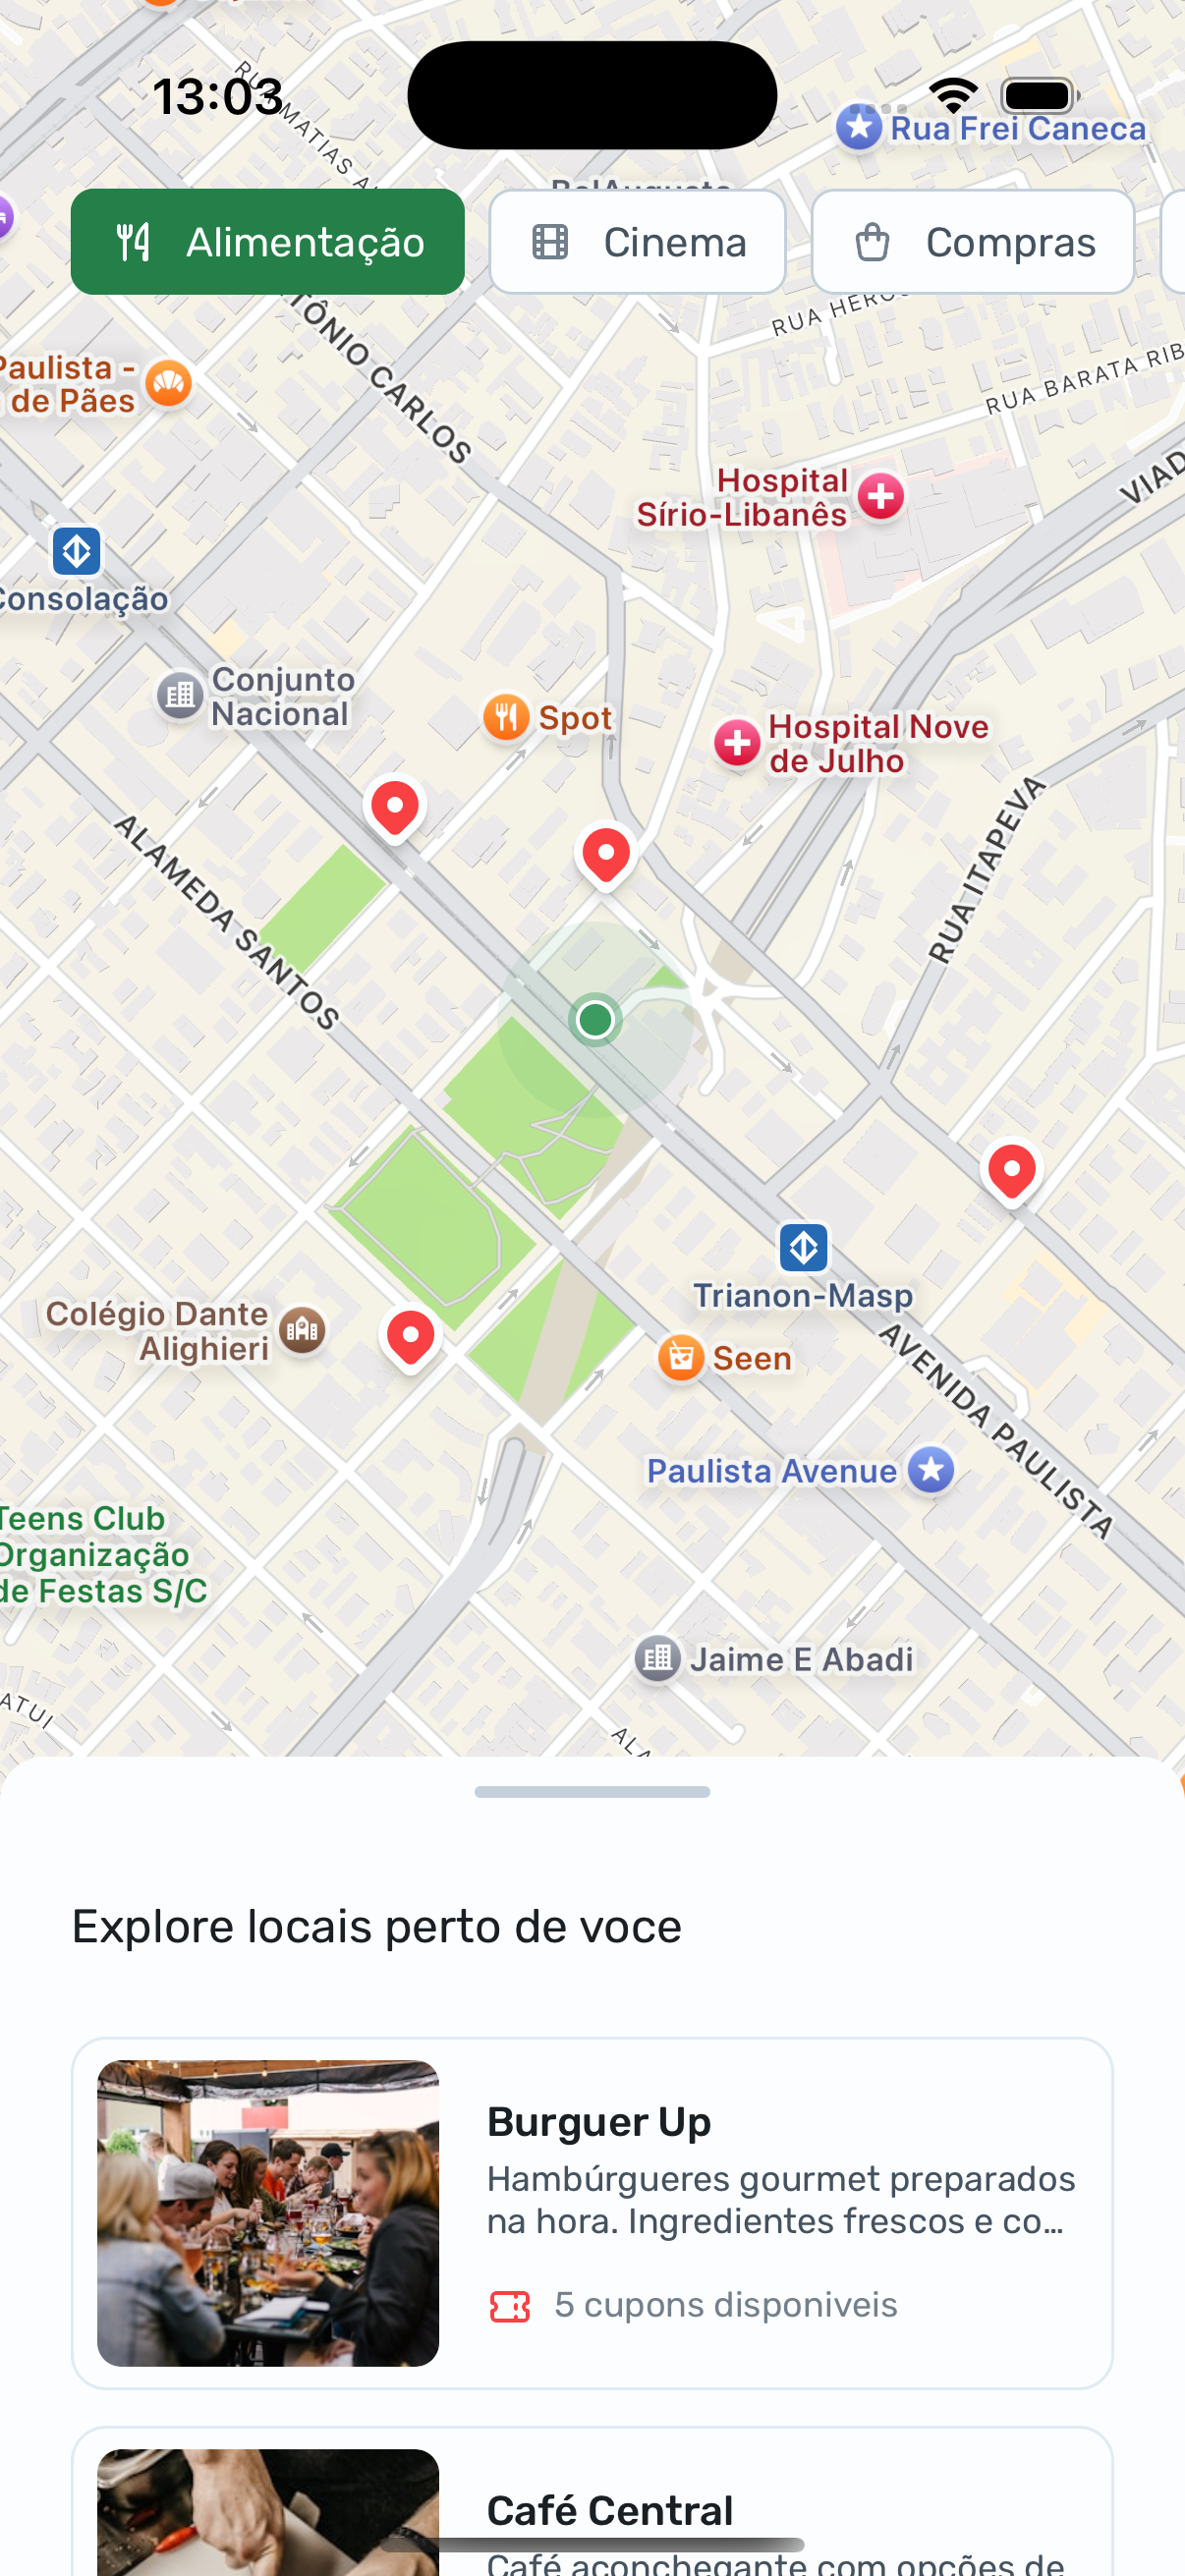 13:03
RUA MATIAS
Rua Frei Caneca
BelAugusta
Alimentação
Cinema
Compras
TÔNIO CARLOS
RUA
Paulista -
de Pães
RUA BARATA RIB
Hospital
Sírio-Libanês
VIAD
Consolação
Conjunto
Nacional
Spot
Hospital Nove
de Julho
RUA ITAPEVA
ALAMEDA SANTOS
Trianon-Masp
Colégio Dante
Alighieri
Seen
AVENIDA PAULISTA
Paulista Avenue
Teens Club
Organização
de Festas S/C
Jaime E Abadi
ATUI
ALA
Explore locais perto de voce
Burguer Up
Hambúrgueres gourmet preparados
na hora. Ingredientes frescos e co…
5 cupons disponiveis
Café Central
Café aconchegante com opções de